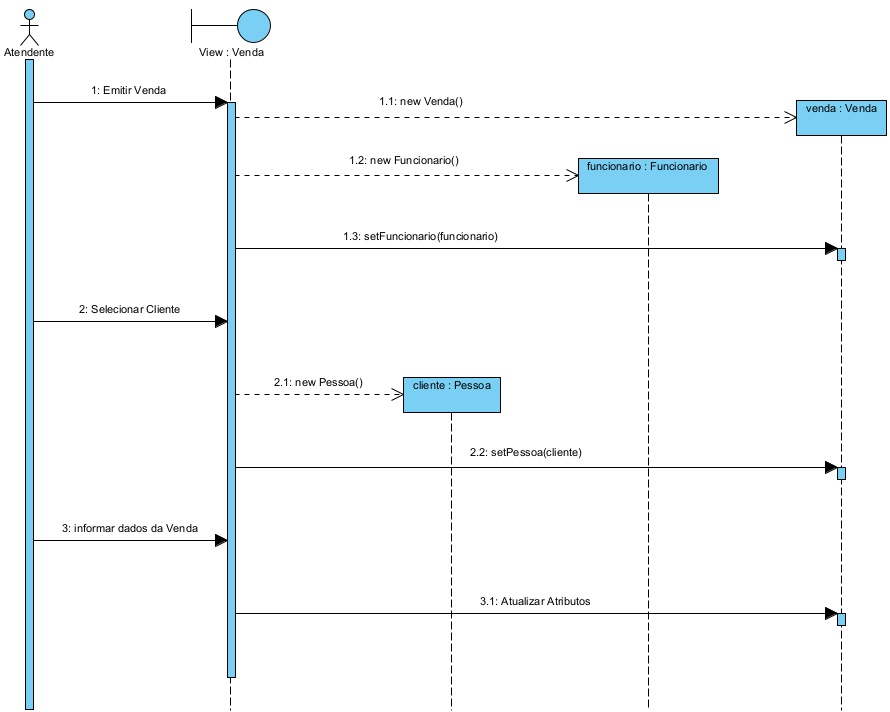 Atendente
View : Venda
1: Emitir Venda
1.1: new Venda()
venda : Venda
1.2: new Funcionario()
funcionario : Funcionario
1.3: setFuncionario(funcionario)
2: Selecionar Cliente
2.1: new Pessoa()
cliente : Pessoa
2.2: setPessoa(cliente)
3: informar dados da Venda
3.1: Atualizar Atributos